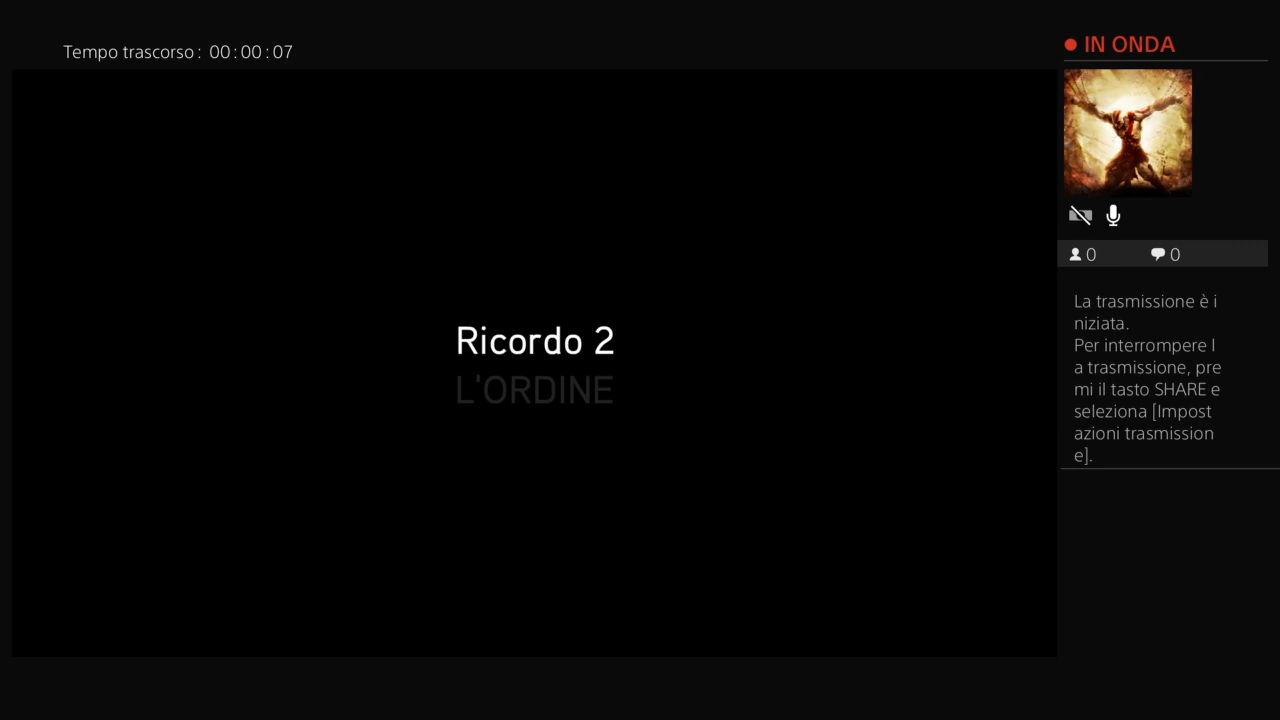 Tempo trascorso : 00:00:07
IN ONDA
0 0
Ricordo 2
L'ORDINE
La trasmissione è i
niziata.
Per interrompere l
a trasmissione, pre
mi il tasto SHARE e
seleziona [Impost
azioni trasmission
e].